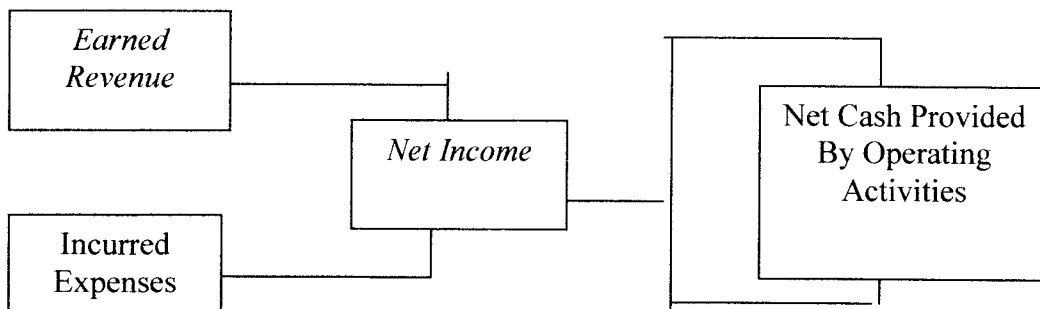 Earned
Revenue
Net Income
Net Cash Provided
By Operating
Activities
Incurred
Expenses